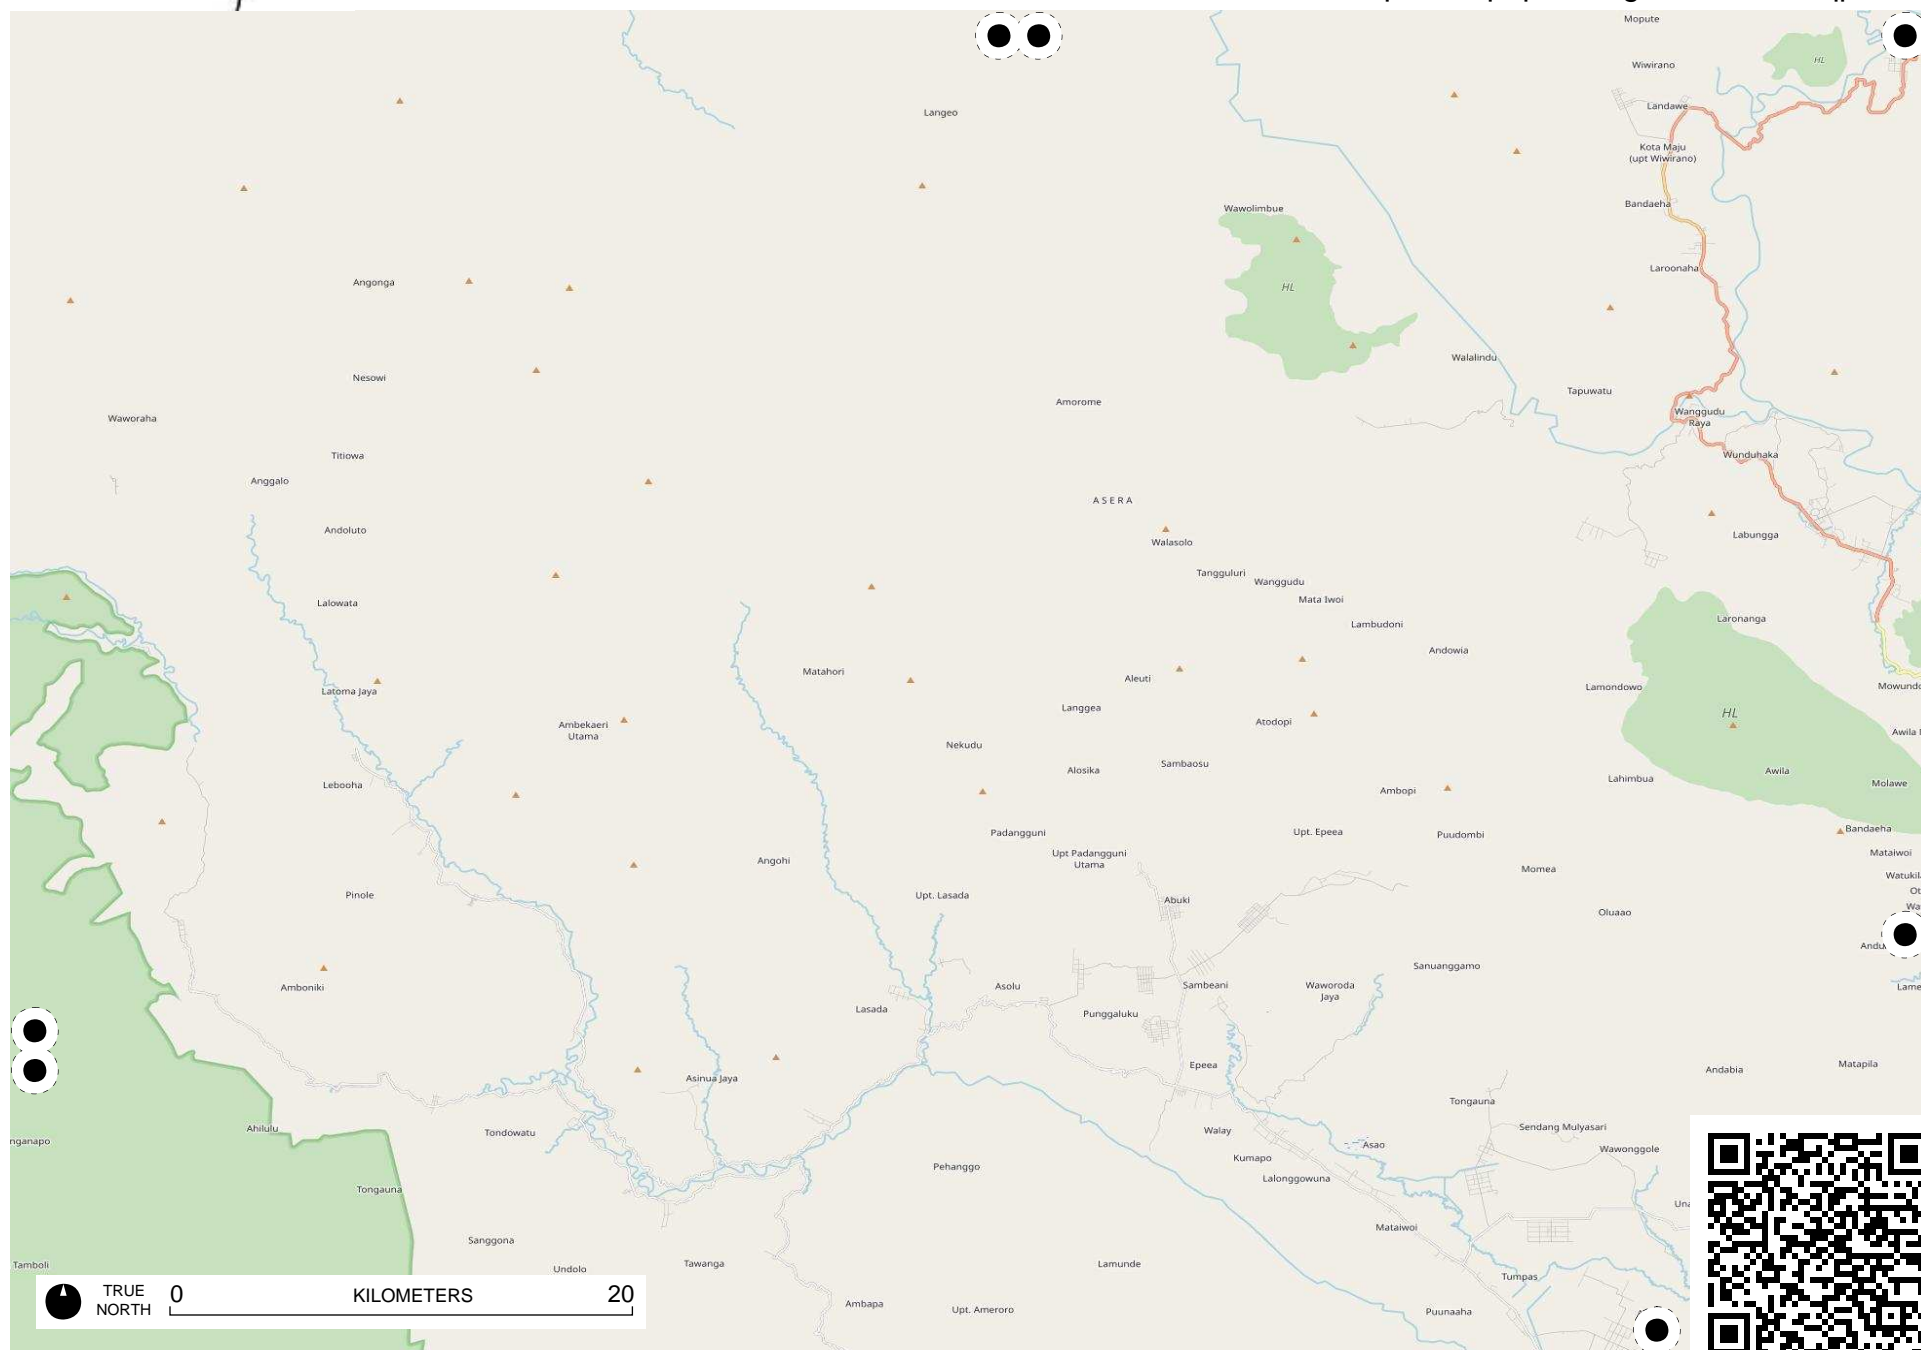 Mopute
Wiwirano
HL
Landawe
Langeo
Kota Maju
(upt Wiwirano)
Bandaeha
Wawolimbue
Laroonaha
Angonga
HL
Walalindu
Nesowi
Tapuwatu
Amorome
Wanggudu
Raya
Waworaha
Titiowa
Wunduhaka
Anggalo
ASERA
Andoluto
Labungga
Walasolo
Tangguluri
Wanggudu
Mata Iwoi
Lalowata
Laronanga
Lambudoni
Andowia
Matahori
Aleuti
Lamondowo
Latoma Jaya
Langgea
HL
Atodopi
Ambekaeri
Utama
Nekudu
Sambaosu
Alosika
Awila
Lahimbua
Molawe
Lebooha
Ambopi
Bandaeha
Padangguni
Upt. Epeea
Puudombi
Mataiwoi
Upt Padangguni
Utama
Angohi
Momea
Pinole
Upt. Lasada
Abuki
Oluaao
Sanuanggamo
Amboniki
Asolu
Sambeani
Waworoda
Jaya
Lasada
Punggaluku
Epeea
Andabia
Matapila
Asinua Jaya
Tongauna
Ahilulu
Tondowatu
Walay
Sendang Mulyasari
nganapo
Asao
Wawonggole
Kumapo
Pehanggo
Lalonggowuna
Tongauna
Mataiwoi
Sanggona
Tamboli
Undolo
Tawanga
Lamunde
Tumpas
Ambapa
Upt. Ameroro
Puunaaha
TRUE
NORTH
0 KILOMETERS 20